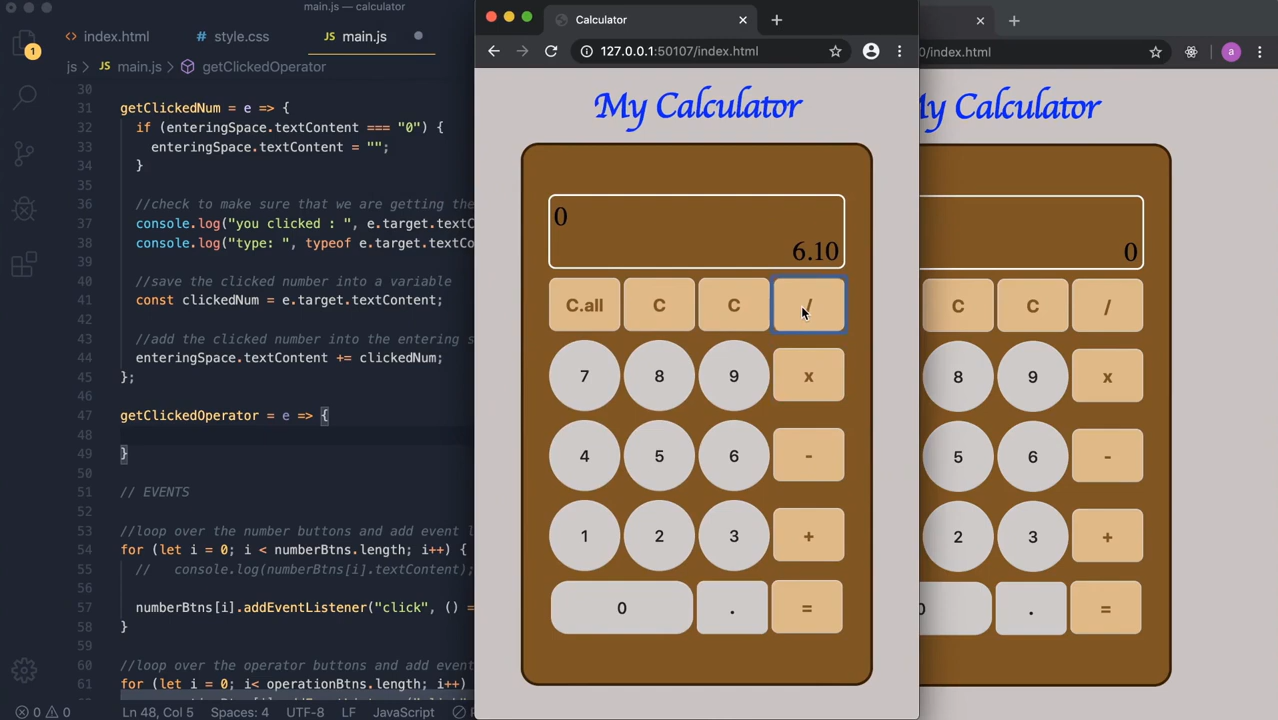 main.js — calculator
index.html
style.css
JS main.js
1
js > JS main.js > getClickedOperator
30
31 getClickedNum = e => {
32 if (enteringSpace.textContent === "0") {
33 enteringSpace.textContent = "";
34 }
35
36 //check to make sure that we are getting the
37 console.log("you clicked : ", e.target.textC
38 console.log("type: ", typeof e.target.textCo
39
40 //save the clicked number into a variable
41 const clickedNum = e.target.textContent;
42
43 //add the clicked number into the entering s
44 enteringSpace.textContent += clickedNum;
45 };
46
47 getClickedOperator = e => {
48
49 }
50
51 // EVENTS
52
53 //loop over the number buttons and add event l
54 for (let i = 0; i < numberBtns.length; i++) {
55 // console.log(numberBtns[i].textContent);
56
57 numberBtns[i].addEventListener("click", () =
58 }
59
60 //loop over the operator buttons and add event
61 for (let i = 0; i< operationBtns.length; i++)
0 0 Ln 48, Col 5 Spaces: 4 UTF-8 LF JavaScript
Calculator
127.0.0.1:50107/index.html
My Calculator
0
6.10
C.all C C /
7 8 9 x
4 5 6 -
1 2 3 +
0 . =
0/index.html
a
My Calculator
0
C C /
8 9 x
5 6 -
2 3 +
0 . =